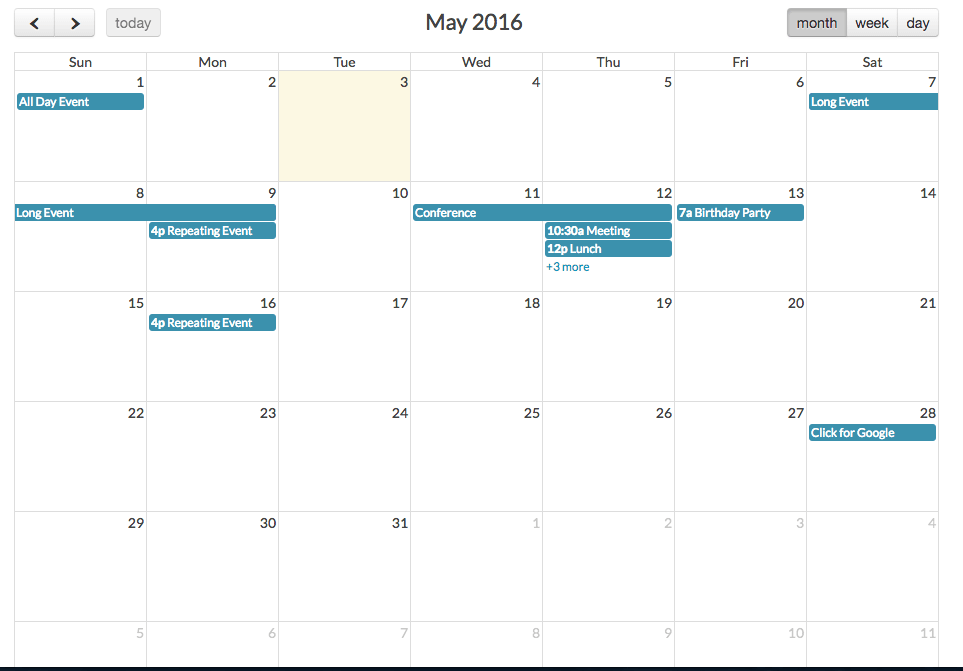 today
May 2016
month week day
Sun Mon Tue Wed Thu Fri Sat
1 2 3 4 5 6 7
All Day Event Long Event
8 9 10 11 12 13 14
Long Event Conference 7a Birthday Party
4p Repeating Event 10:30a Meeting
12p Lunch
+3 more
15 16 17 18 19 20 21
4p Repeating Event
22 23 24 25 26 27 28
Click for Google
29 30 31 1 2 3 4
5 6 7 8 9 10 11